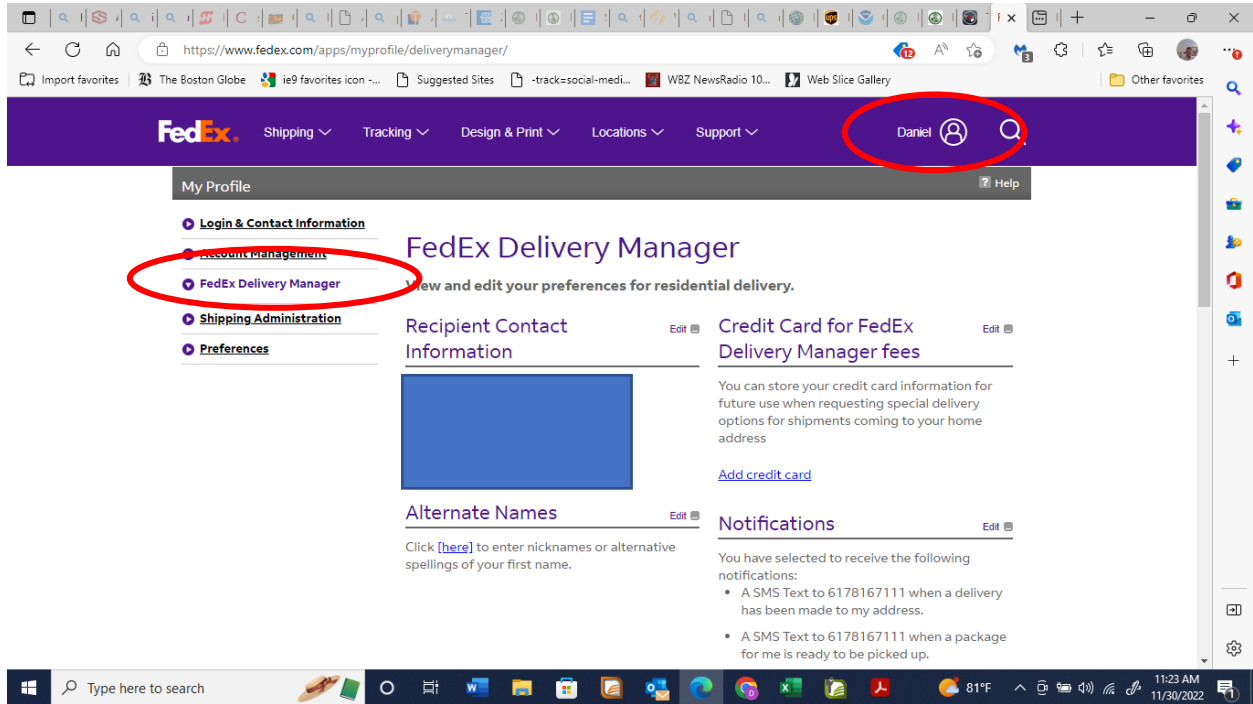 https://www.fedex.com/apps/myprofile/deliverymanager/
12
3
Import favorites
The Boston Globe
ie9 favorites icon -...
Suggested Sites
-track=social-medi...
WBZ NewsRadio 10...
Web Slice Gallery
Other favorites
FedEx.
Shipping
Tracking
Design & Print
Locations
Support
Daniel
My Profile
? Help
Login & Contact Information
Account Management
FedEx Delivery Manager
Shipping Administration
Preferences
FedEx Delivery Manager
View and edit your preferences for residential delivery.
Recipient Contact
Information
Edit
Credit Card for FedEx
Delivery Manager fees
Edit
You can store your credit card information for
future use when requesting special delivery
options for shipments coming to your home
address
Add credit card
Alternate Names
Edit
Click [here] to enter nicknames or alternative
spellings of your first name.
Notifications
Edit
You have selected to receive the following
notifications:
• A SMS Text to 6178167111 when a delivery
has been made to my address.
• A SMS Text to 6178167111 when a package
for me is ready to be picked up.
Type here to search
81°F
11:23 AM
11/30/2022